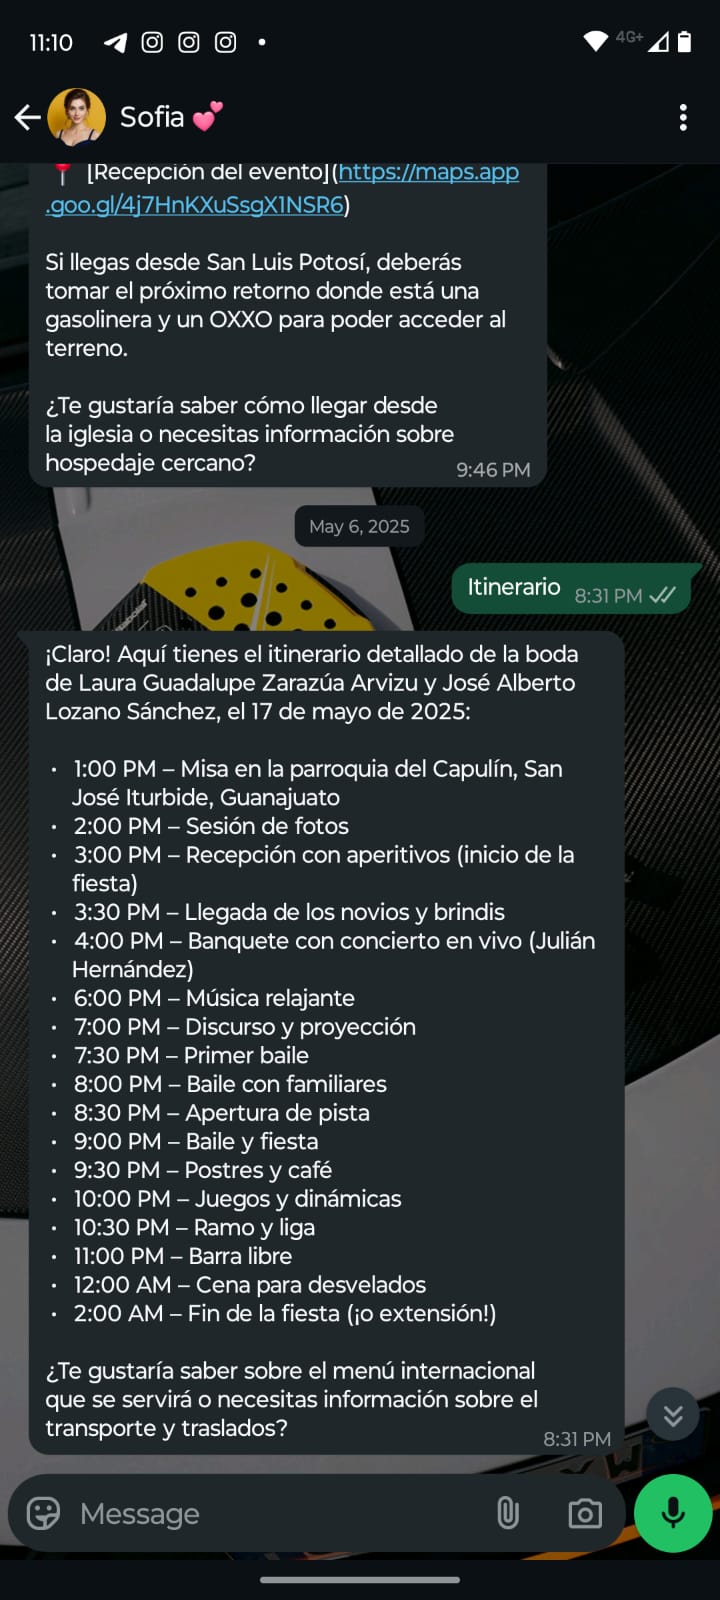 11:10
4G+
Sofia 💕
📍 [Recepción del evento](https://maps.app
.goo.gl/4j7HnKXuSsgX1NSR6)
Si llegas desde San Luis Potosí, deberás
tomar el próximo retorno donde está una
gasolinera y un OXXO para poder acceder al
terreno.
¿Te gustaría saber cómo llegar desde
la iglesia o necesitas información sobre
hospedaje cercano?
9:46 PM
May 6, 2025
Itinerario
8:31 PM
¡Claro! Aquí tienes el itinerario detallado de la boda
de Laura Guadalupe Zarazúa Arvizu y José Alberto
Lozano Sánchez, el 17 de mayo de 2025:
• 1:00 PM – Misa en la parroquia del Capulín, San
José Iturbide, Guanajuato
• 2:00 PM – Sesión de fotos
• 3:00 PM – Recepción con aperitivos (inicio de la
fiesta)
• 3:30 PM – Llegada de los novios y brindis
• 4:00 PM – Banquete con concierto en vivo (Julián
Hernández)
• 6:00 PM – Música relajante
• 7:00 PM – Discurso y proyección
• 7:30 PM – Primer baile
• 8:00 PM – Baile con familiares
• 8:30 PM – Apertura de pista
• 9:00 PM – Baile y fiesta
• 9:30 PM – Postres y café
• 10:00 PM – Juegos y dinámicas
• 10:30 PM – Ramo y liga
• 11:00 PM – Barra libre
• 12:00 AM – Cena para desvelados
• 2:00 AM – Fin de la fiesta (¡o extensión!)
¿Te gustaría saber sobre el menú internacional
que se servirá o necesitas información sobre el
transporte y traslados?
8:31 PM
Message